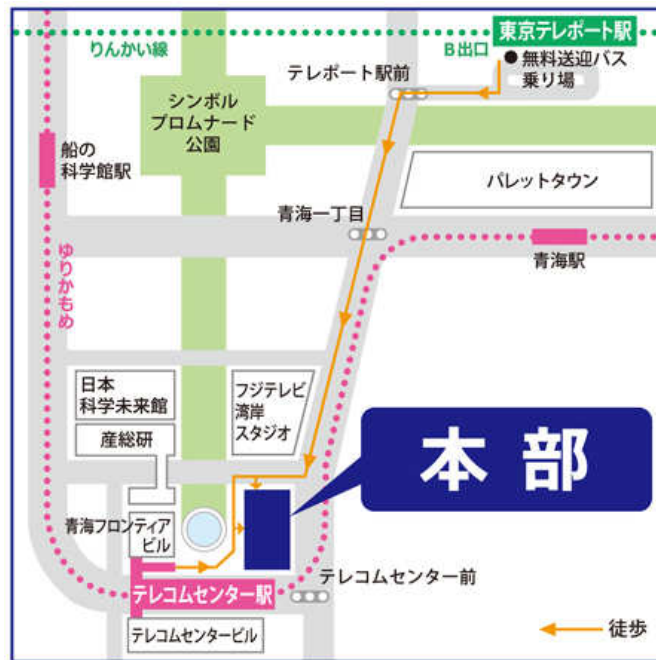 東京テレポート駅
りんかい線
B出口
●無料送迎バス
乗り場
テレポート駅前
シンボル
プロムナード
公園
船の
科学館駅
パレットタウン
青海一丁目
青海駅
ゆりかもめ
日本
科学未来館
フジテレビ
湾岸
スタジオ
産総研
本部
青海フロンティア
ビル
テレコムセンター駅
テレコムセンター前
テレコムセンタービル
徒歩